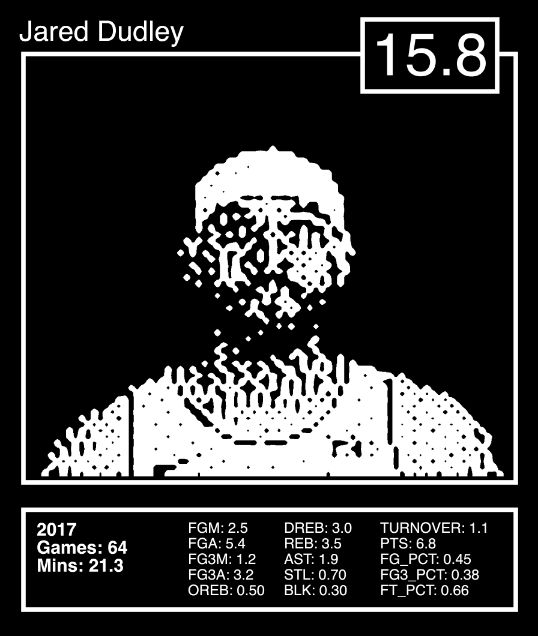 Jared Dudley
15.8
2017
Games: 64
Mins: 21.3
FGM: 2.5
FGA: 5.4
FG3M: 1.2
FG3A: 3.2
OREB: 0.50
DREB: 3.0
REB: 3.5
AST: 1.9
STL: 0.70
BLK: 0.30
TURNOVER: 1.1
PTS: 6.8
FG_PCT: 0.45
FG3_PCT: 0.38
FT_PCT: 0.66